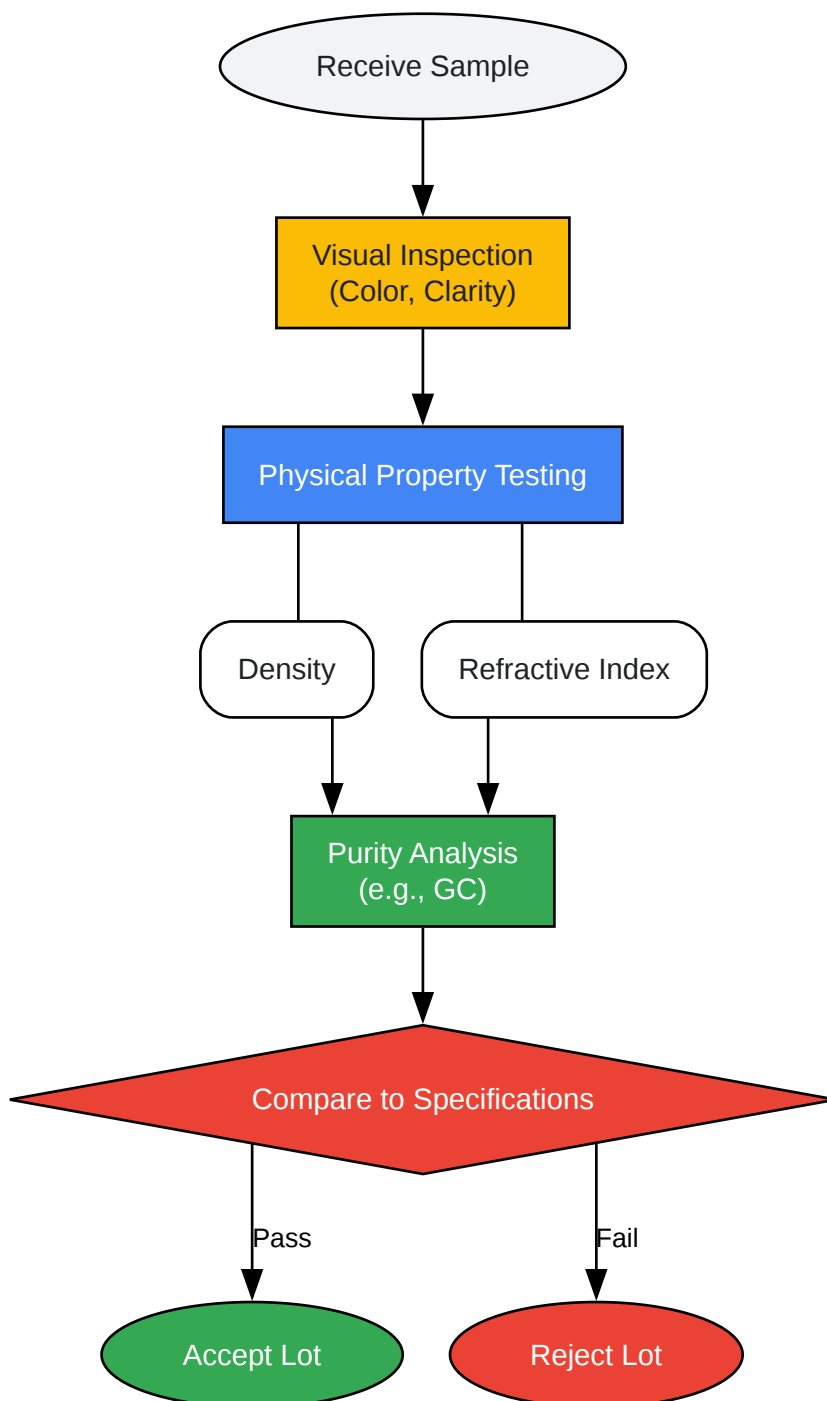 Receive Sample
Visual Inspection
(Color, Clarity)
Physical Property Testing
Density
Refractive Index
Purity Analysis
(e.g., GC)
Compare to Specifications
Pass
Fail
Accept Lot
Reject Lot